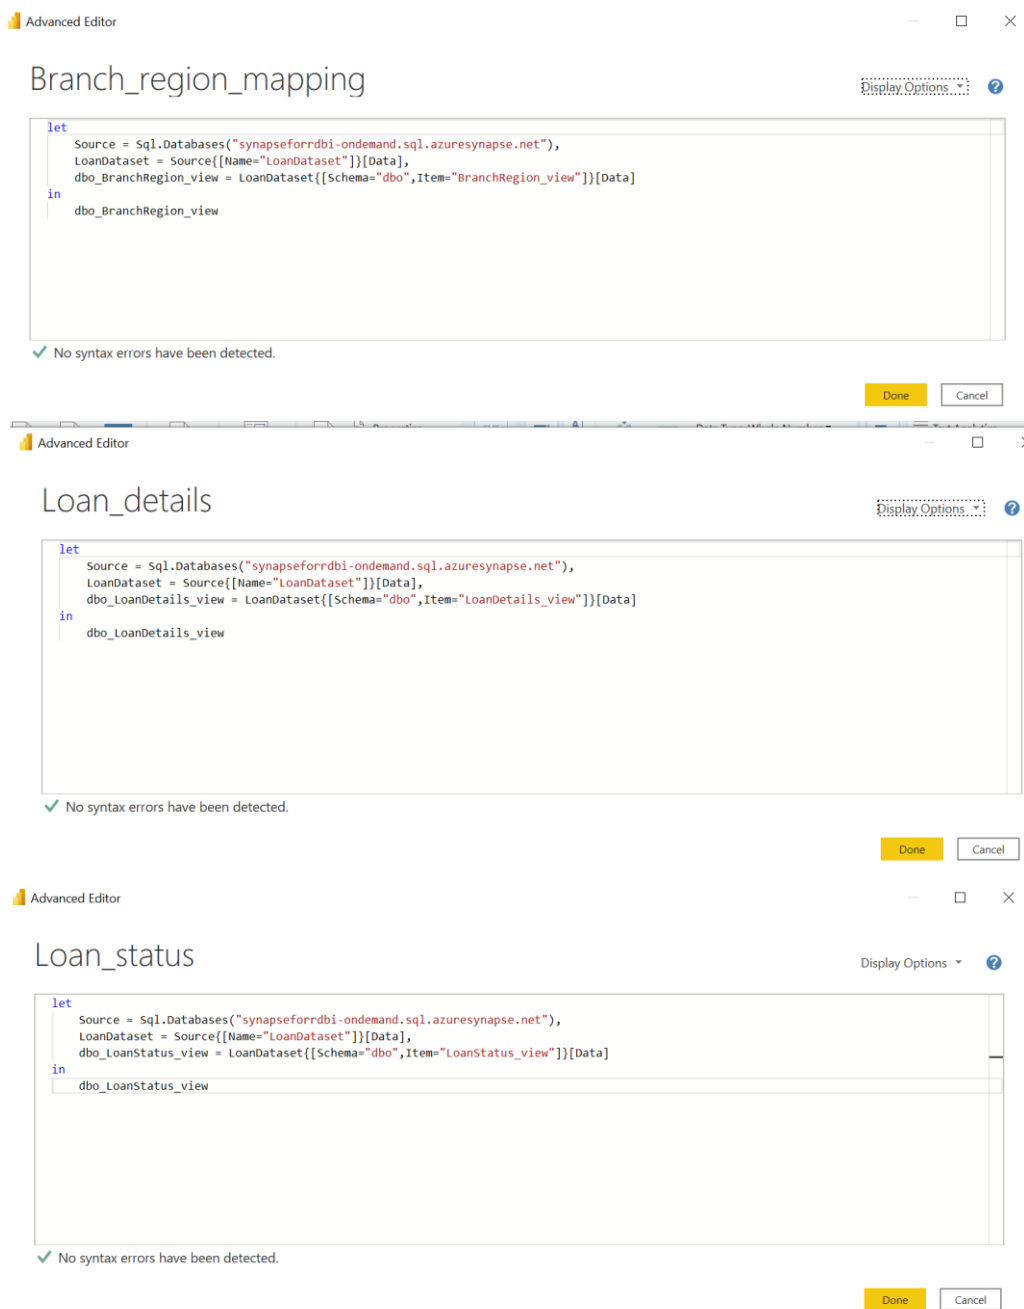 Advanced Editor
Branch_region_mapping
Display Options
let
Source = Sql.Databases("synapseforrdbi-ondemand.sql.azuresynapse.net"),
LoanDataset = Source{[Name="LoanDataset"]}[Data],
dbo_BranchRegion_view = LoanDataset{[Schema="dbo",Item="BranchRegion_view"]}[Data]
in
dbo_BranchRegion_view
No syntax errors have been detected.
Done Cancel
Advanced Editor
Loan_details
Display Options
let
Source = Sql.Databases("synapseforrdbi-ondemand.sql.azuresynapse.net"),
LoanDataset = Source{[Name="LoanDataset"]}[Data],
dbo_LoanDetails_view = LoanDataset{[Schema="dbo",Item="LoanDetails_view"]}[Data]
in
dbo_LoanDetails_view
No syntax errors have been detected.
Done Cancel
Advanced Editor
Loan_status
Display Options
let
Source = Sql.Databases("synapseforrdbi-ondemand.sql.azuresynapse.net"),
LoanDataset = Source{[Name="LoanDataset"]}[Data],
dbo_LoanStatus_view = LoanDataset{[Schema="dbo",Item="LoanStatus_view"]}[Data]
in
dbo_LoanStatus_view
No syntax errors have been detected.
Done Cancel